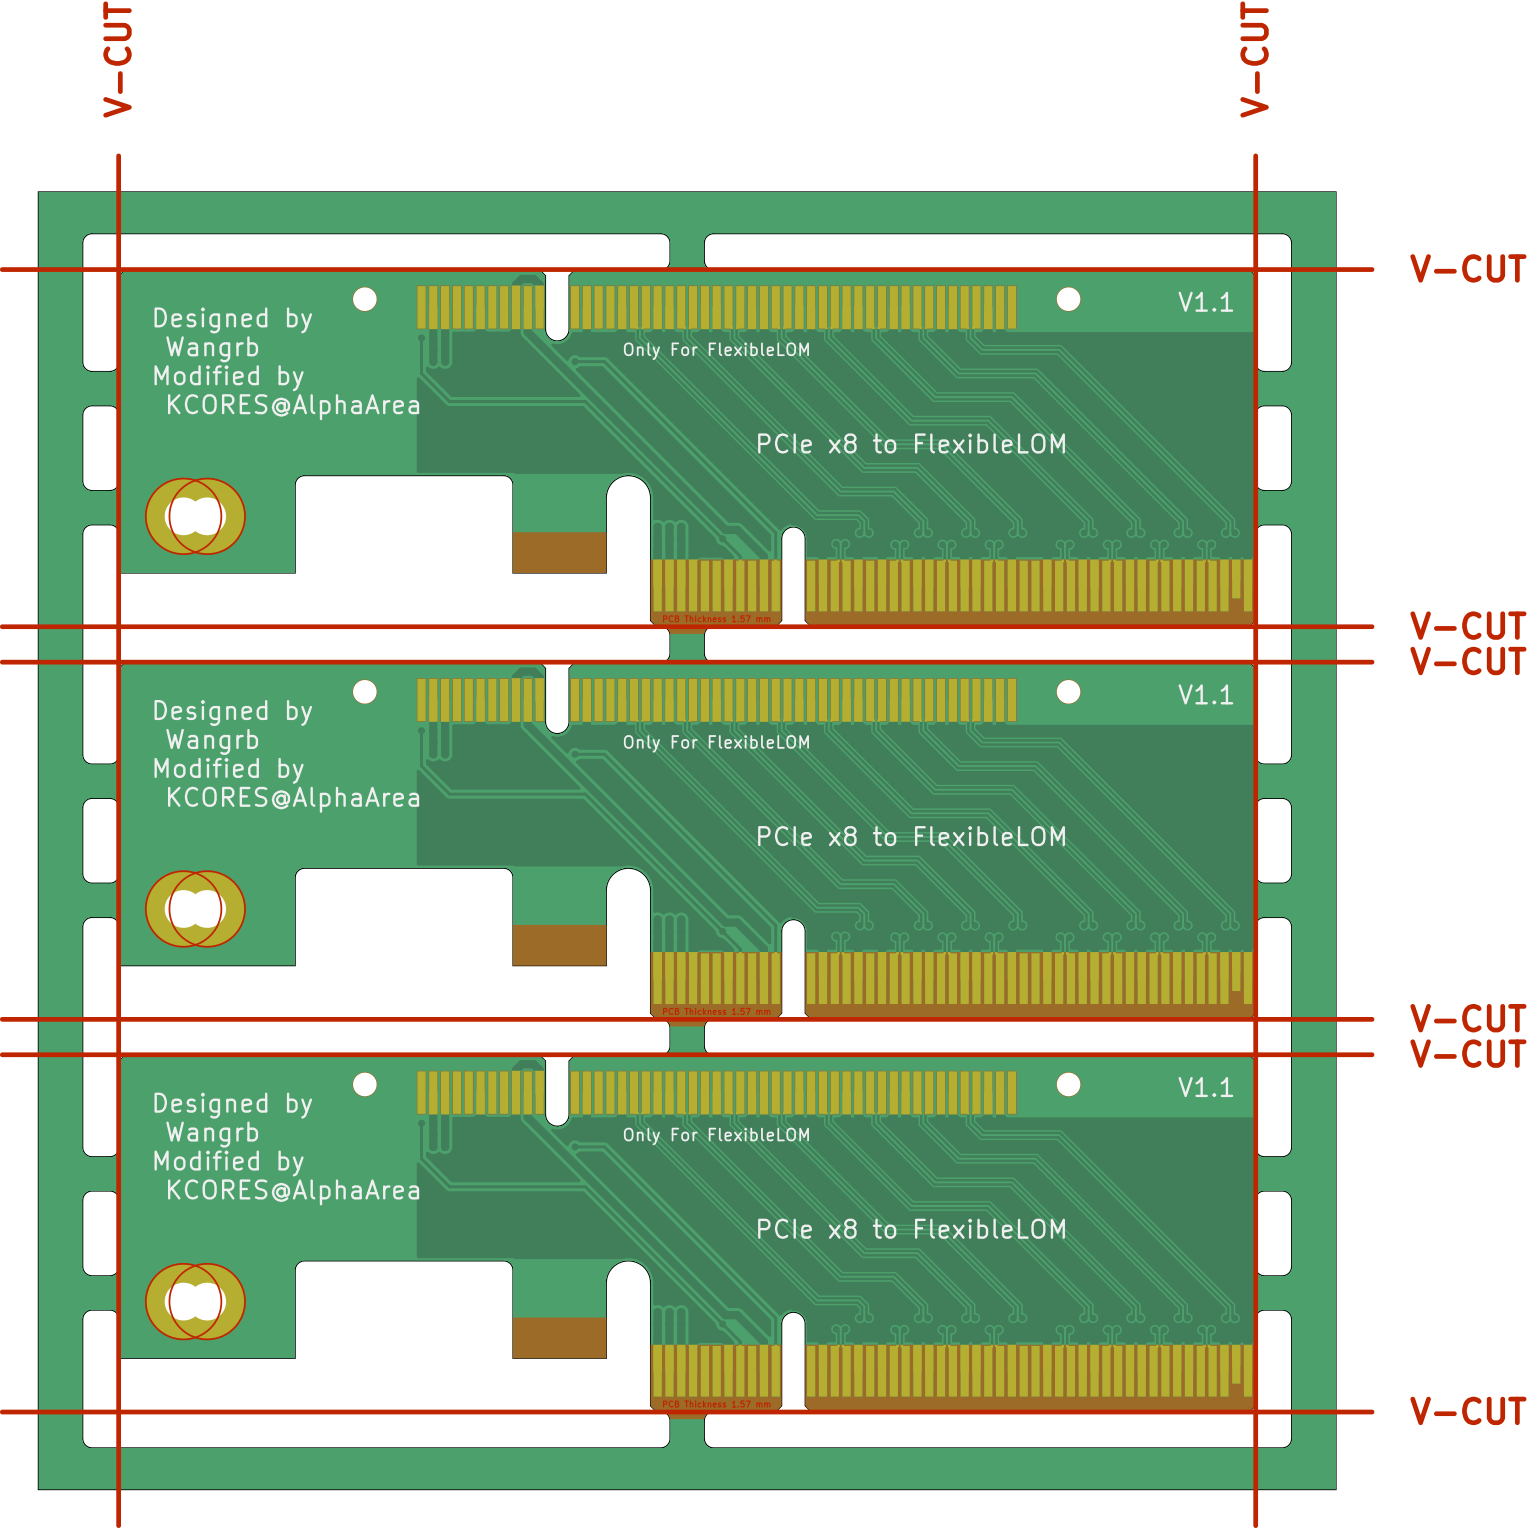 V-CUT
V-CUT
V-CUT
Designed by
Wangrb
Modified by
KCORES@AlphaArea
V1.1
Only For FlexibleLOM
PCIe x8 to FlexibleLOM
PCB Thickness 1.57 mm
V-CUT
V-CUT
Designed by
Wangrb
Modified by
KCORES@AlphaArea
V1.1
Only For FlexibleLOM
PCIe x8 to FlexibleLOM
PCB Thickness 1.57 mm
V-CUT
V-CUT
Designed by
Wangrb
Modified by
KCORES@AlphaArea
V1.1
Only For FlexibleLOM
PCIe x8 to FlexibleLOM
PCB Thickness 1.57 mm
V-CUT